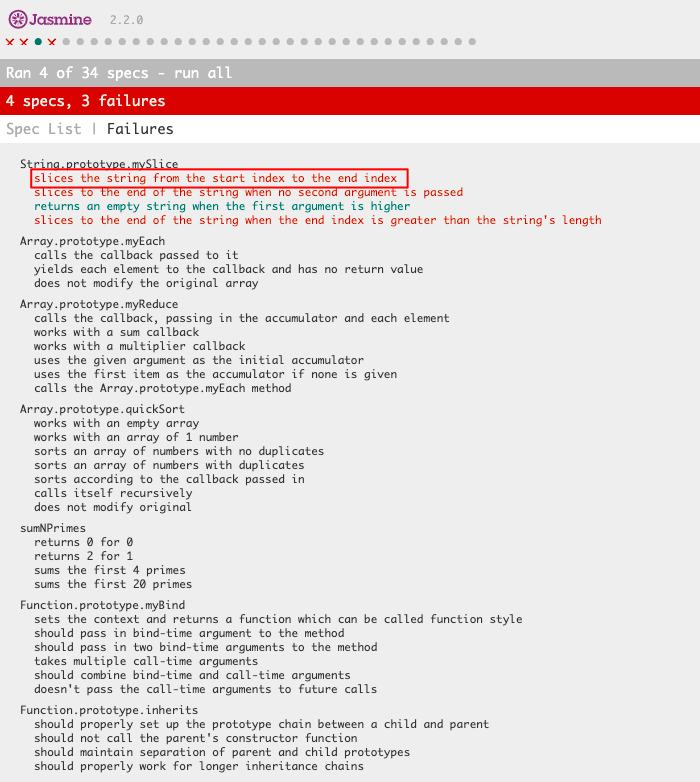 Jasmine 2.2.0
Ran 4 of 34 specs - run all
4 specs, 3 failures
Spec List | Failures
String.prototype.mySlice
slices the string from the start index to the end index
slices to the end of the string when no second argument is passed
returns an empty string when the first argument is higher
slices to the end of the string when the end index is greater than the string's length
Array.prototype.myEach
calls the callback passed to it
yields each element to the callback and has no return value
does not modify the original array
Array.prototype.myReduce
calls the callback, passing in the accumulator and each element
works with a sum callback
works with a multiplier callback
uses the given argument as the initial accumulator
uses the first item as the accumulator if none is given
calls the Array.prototype.myEach method
Array.prototype.quickSort
works with an empty array
works with an array of 1 number
sorts an array of numbers with no duplicates
sorts an array of numbers with duplicates
sorts according to the callback passed in
calls itself recursively
does not modify original
sumNPrimes
returns 0 for 0
returns 2 for 1
sums the first 4 primes
sums the first 20 primes
Function.prototype.myBind
sets the context and returns a function which can be called function style
should pass in bind-time argument to the method
should pass in two bind-time arguments to the method
takes multiple call-time arguments
should combine bind-time and call-time arguments
doesn't pass the call-time arguments to future calls
Function.prototype.inherits
should properly set up the prototype chain between a child and parent
should not call the parent's constructor function
should maintain separation of parent and child prototypes
should properly work for longer inheritance chains